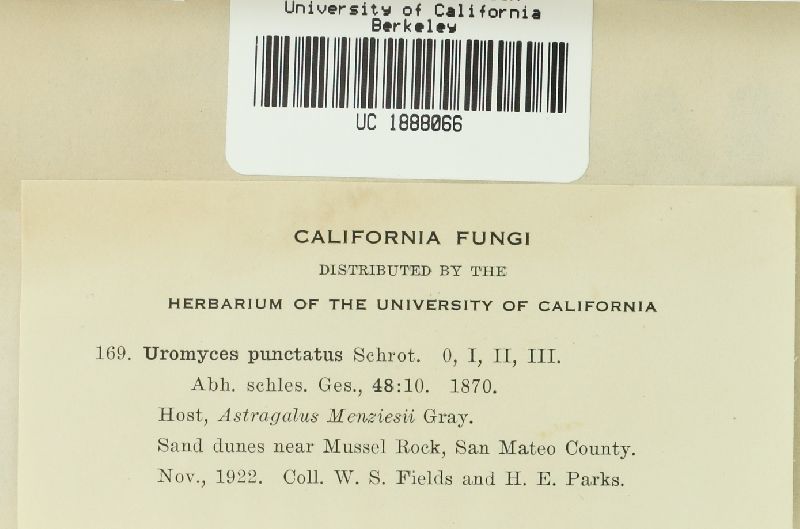 University of California
Berkeley
UC 1888066
CALIFORNIA FUNGI
DISTRIBUTED BY THE
HERBARIUM OF THE UNIVERSITY OF CALIFORNIA
169. Uromyces punctatus Schrot. 0, I, II, III.
Abh. schles. Ges., 48:10. 1870.
Host, Astragalus Menziesii Gray.
Sand dunes near Mussel Rock, San Mateo County.
Nov., 1922. Coll. W. S. Fields and H. E. Parks.